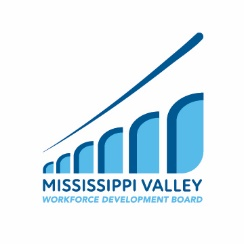 MISSISSIPPI VALLEY
WORKFORCE DEVELOPMENT BOARD